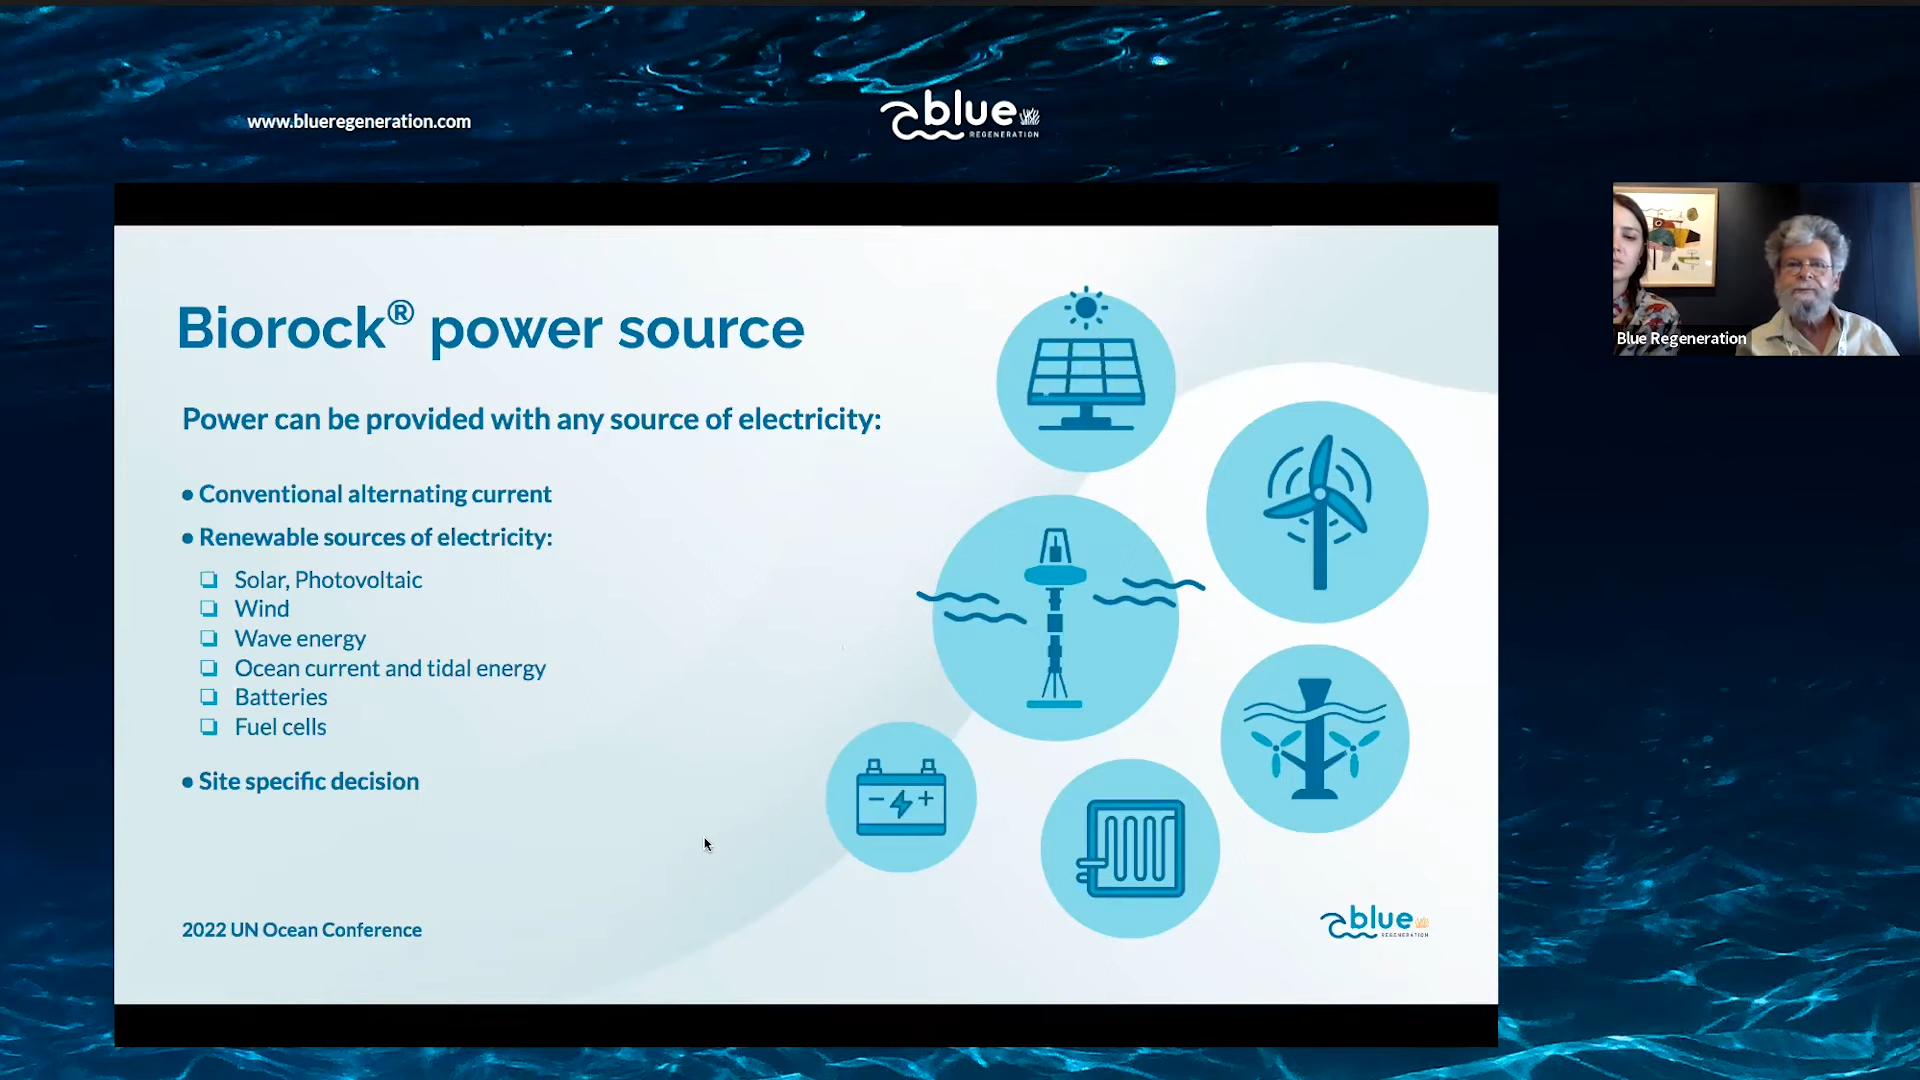 www.blueregeneration.com
blue
REGENERATION
Biorock® power source
Power can be provided with any source of electricity:
• Conventional alternating current
• Renewable sources of electricity:
❑ Solar, Photovoltaic
❑ Wind
❑ Wave energy
❑ Ocean current and tidal energy
❑ Batteries
❑ Fuel cells
• Site specific decision
2022 UN Ocean Conference
blue
REGENERATION
Blue Regeneration